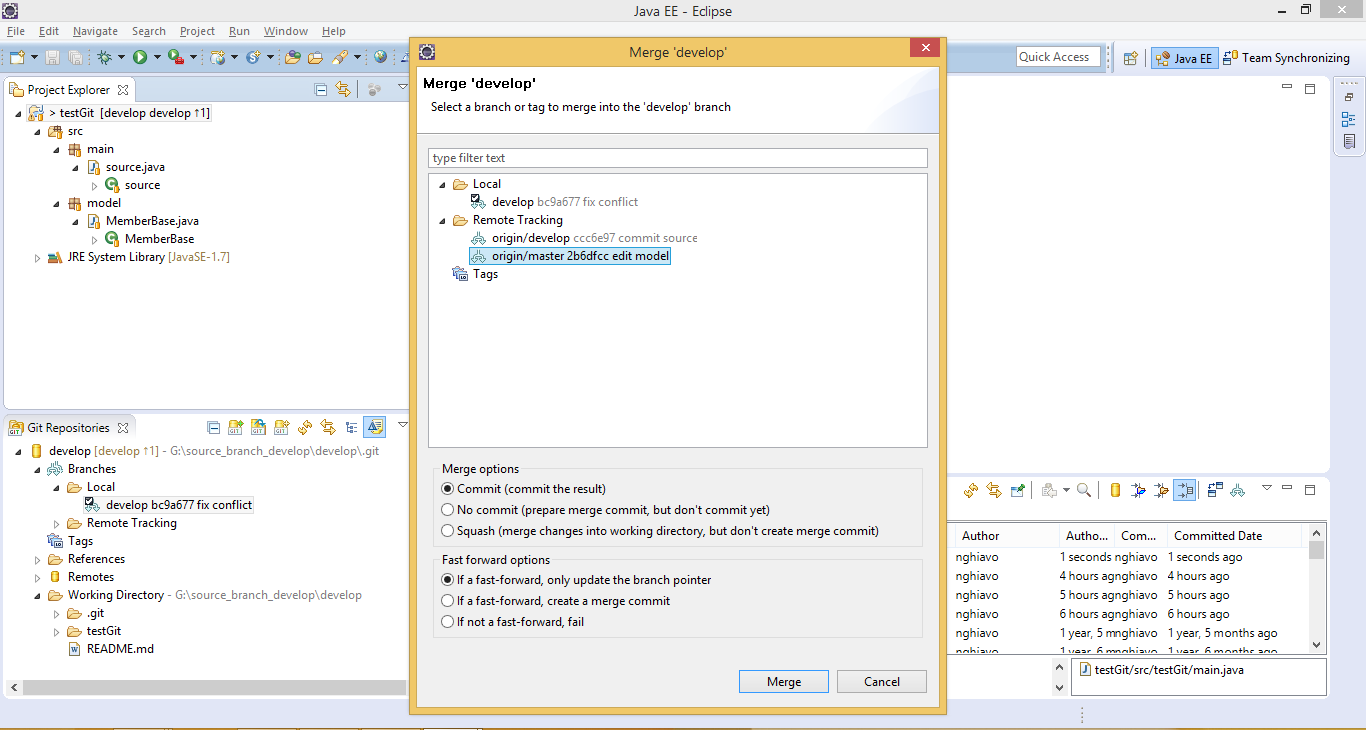 Java EE - Eclipse
File Edit Navigate Search Project Run Window Help
Quick Access
Java EE
Team Synchronizing
Project Explorer
> testGit [develop develop ↑1]
src
main
source.java
source
model
MemberBase.java
MemberBase
JRE System Library [JavaSE-1.7]
Git Repositories
develop [develop ↑1] - G:\source_branch_develop\develop\.git
Branches
Local
develop bc9a677 fix conflict
Remote Tracking
Tags
References
Remotes
Working Directory - G:\source_branch_develop\develop
.git
testGit
README.md
Merge 'develop'
Merge 'develop'
Select a branch or tag to merge into the 'develop' branch
type filter text
Local
develop bc9a677 fix conflict
Remote Tracking
origin/develop ccc6e97 commit source
origin/master 2b6dfcc edit model
Tags
Merge options
Commit (commit the result)
No commit (prepare merge commit, but don't commit yet)
Squash (merge changes into working directory, but don't create merge commit)
Fast forward options
If a fast-forward, only update the branch pointer
If a fast-forward, create a merge commit
If not a fast-forward, fail
Merge Cancel
Author Autho... Com... Committed Date
nghiavo 1 seconds nghiavo 1 seconds ago
nghiavo 4 hours ag nghiavo 4 hours ago
nghiavo 5 hours ag nghiavo 5 hours ago
nghiavo 6 hours ag nghiavo 6 hours ago
nghiavo 1 year, 5 m nghiavo 1 year, 5 months ago
nghiavo 1 year, 6 m nghiavo 1 year, 6 months ago
testGit/src/testGit/main.java